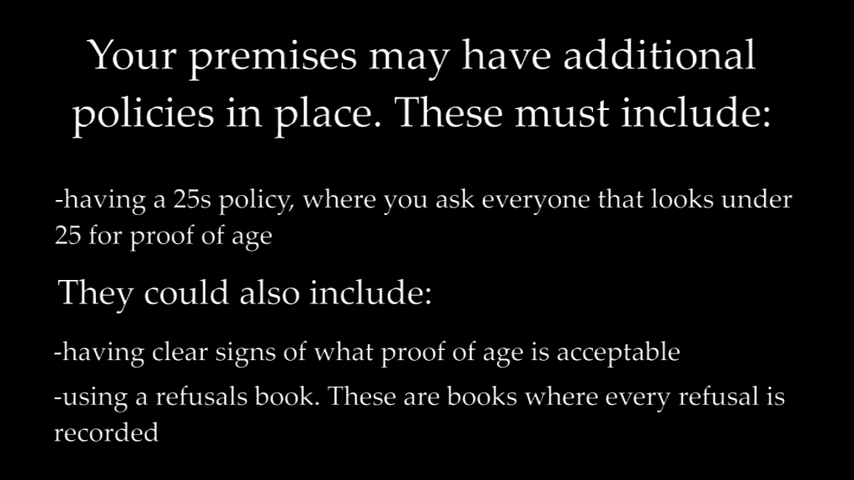 Your premises may have additional
policies in place. These must include:
-having a 25s policy, where you ask everyone that looks under
25 for proof of age
They could also include:
-having clear signs of what proof of age is acceptable
-using a refusals book. These are books where every refusal is
recorded